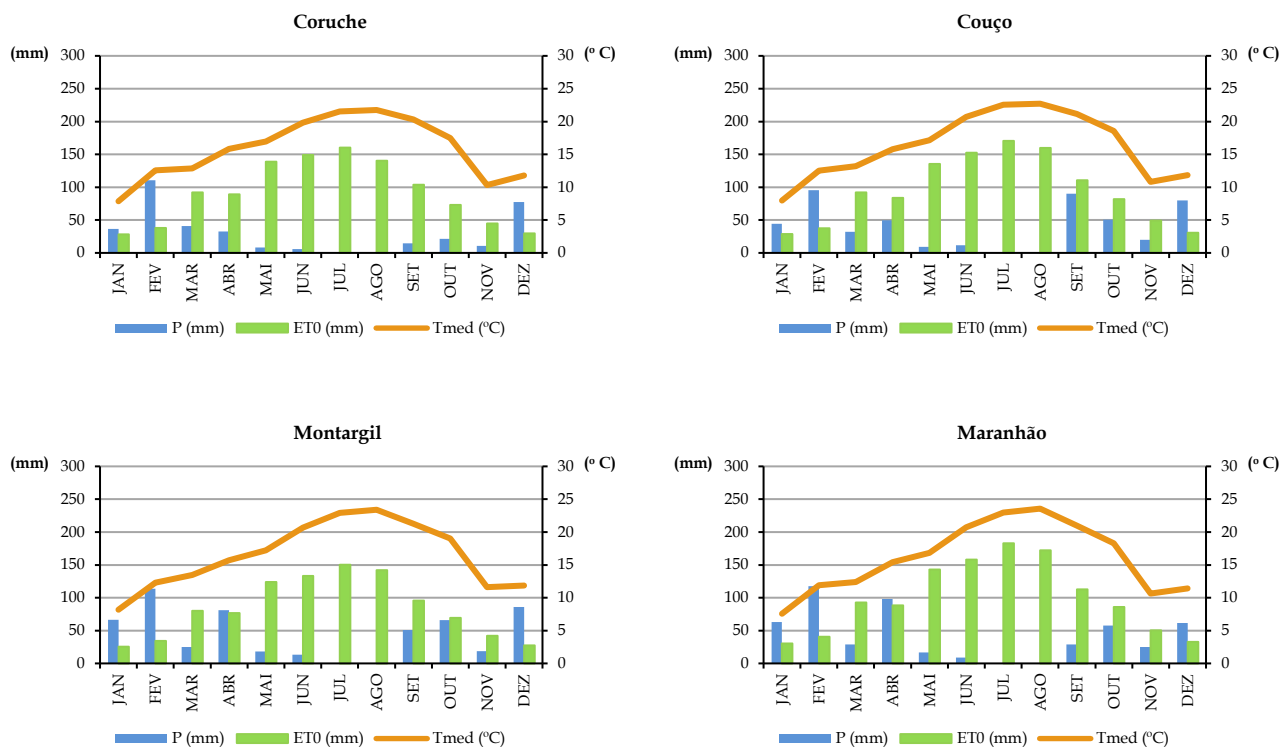 Coruche
(mm) (º C)
300 30
250 25
200 20
150 15
100 10
50 5
0 0
JAN FEV MAR ABR MAI JUN JUL AGO SET OUT NOV DEZ
P (mm) ET0 (mm) Tmed (ºC)
Couço
(mm) (º C)
300 30
250 25
200 20
150 15
100 10
50 5
0 0
JAN FEV MAR ABR MAI JUN JUL AGO SET OUT NOV DEZ
P (mm) ET0 (mm) Tmed (ºC)
Montargil
(mm) (º C)
300 30
250 25
200 20
150 15
100 10
50 5
0 0
JAN FEV MAR ABR MAI JUN JUL AGO SET OUT NOV DEZ
P (mm) ET0 (mm) Tmed (ºC)
Maranhão
(mm) (º C)
300 30
250 25
200 20
150 15
100 10
50 5
0 0
JAN FEV MAR ABR MAI JUN JUL AGO SET OUT NOV DEZ
P (mm) ET0 (mm) Tmed (ºC)